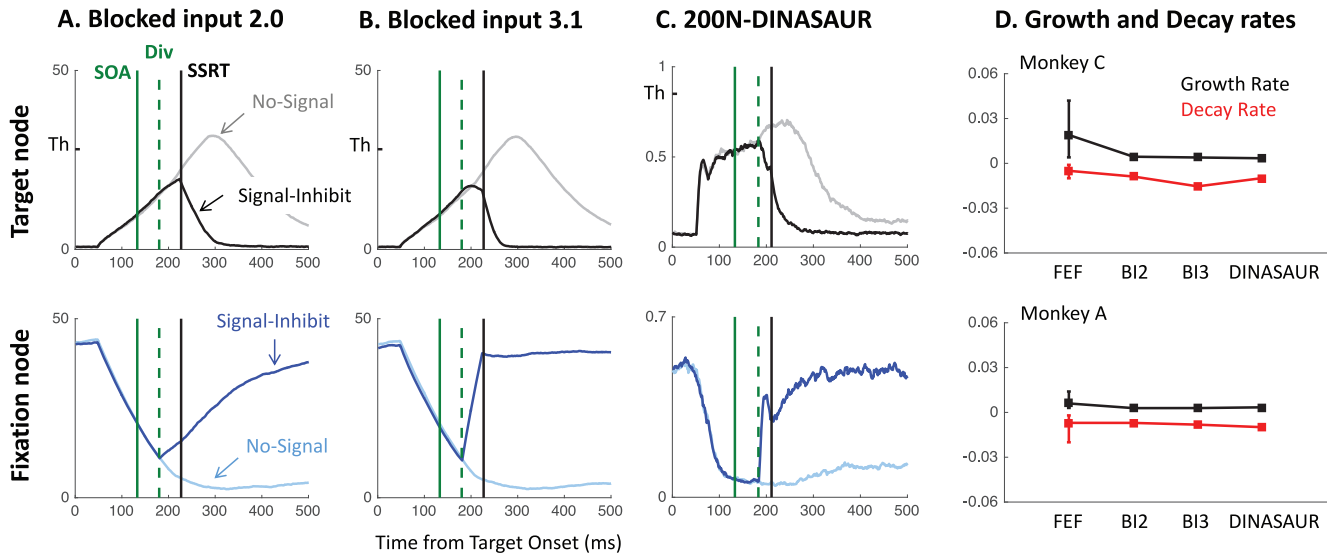 A. Blocked input 2.0
B. Blocked input 3.1
C. 200N-DINASAUR
D. Growth and Decay rates
Target node
50
Th
0
SOA
Div
SSRT
No-Signal
Signal-Inhibit
0 100 200 300 400 500
50
Th
0
0 100 200 300 400 500
1
Th
0.5
0
0 100 200 300 400 500
Monkey C
Growth Rate
Decay Rate
0.06
0.03
0
-0.03
-0.06
FEF BI2 BI3 DINASAUR
Fixation node
50
0
Signal-Inhibit
No-Signal
0 100 200 300 400 500
50
0
0 100 200 300 400 500
0.7
0
0 100 200 300 400 500
Monkey A
0.06
0.03
0
-0.03
-0.06
FEF BI2 BI3 DINASAUR
Time from Target Onset (ms)